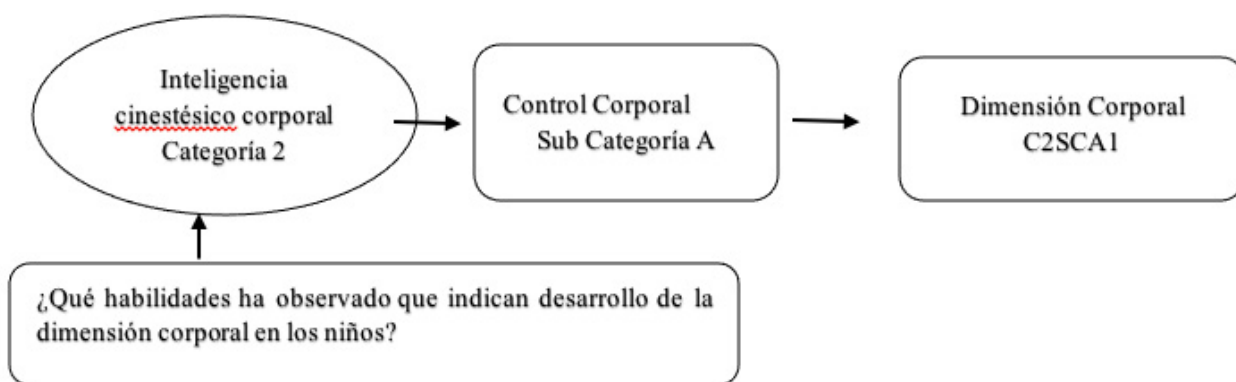 Inteligencia
cinestésico corporal
Categoría 2
Control Corporal
Sub Categoría A
Dimensión Corporal
C2SCA1
¿Qué habilidades ha observado que indican desarrollo de la
dimensión corporal en los niños?